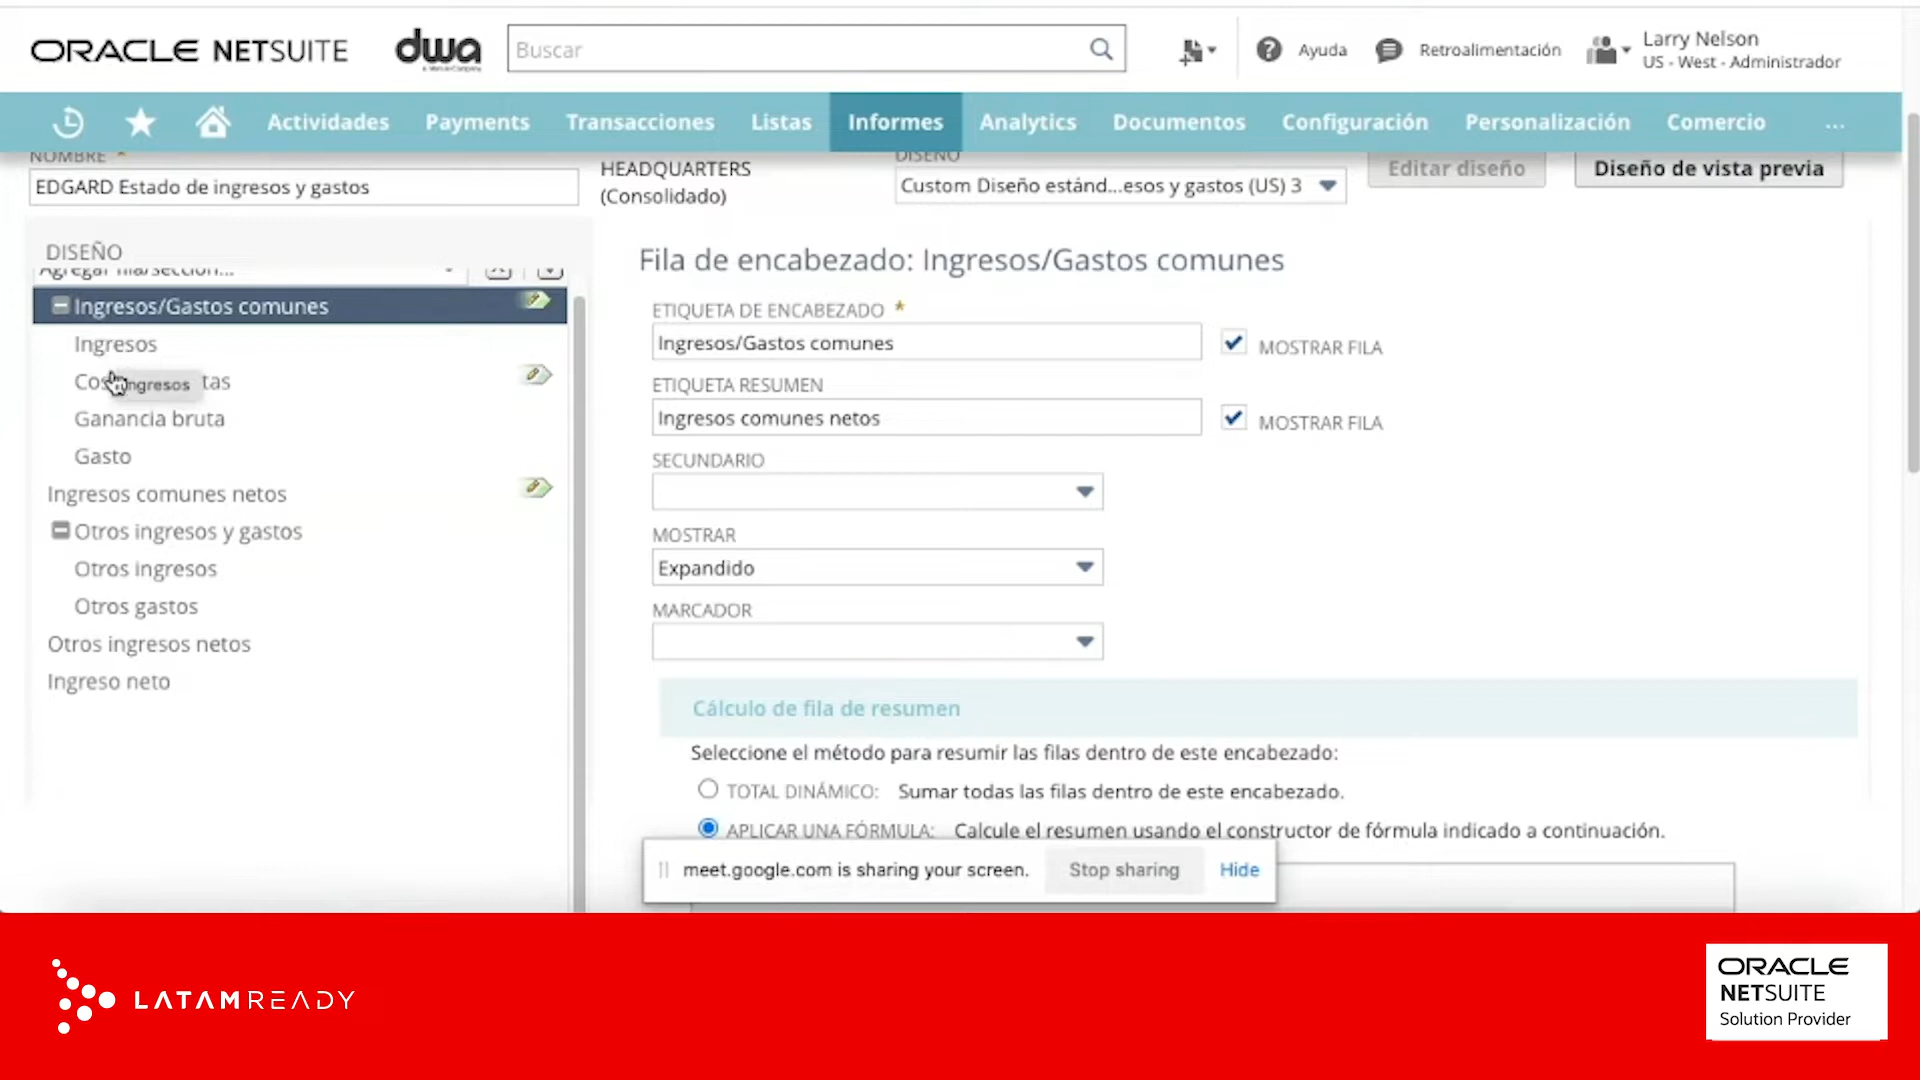 ORACLE NETSUITE
dwa
Buscar
Ayuda
Retroalimentación
Larry Nelson
US - West - Administrador
Actividades
Payments
Transacciones
Listas
Informes
Analytics
Documentos
Configuración
Personalización
Comercio
...
NOMBRE *
EDGARD Estado de ingresos y gastos
HEADQUARTERS
(Consolidado)
DISEÑO
Custom Diseño estánd...esos y gastos (US) 3
Editar diseño
Diseño de vista previa
DISEÑO
Agregar fila/sección...
Ingresos/Gastos comunes
Ingresos
Cos tas
Ingresos
Ganancia bruta
Gasto
Ingresos comunes netos
Otros ingresos y gastos
Otros ingresos
Otros gastos
Otros ingresos netos
Ingreso neto
Fila de encabezado: Ingresos/Gastos comunes
ETIQUETA DE ENCABEZADO *
Ingresos/Gastos comunes
MOSTRAR FILA
ETIQUETA RESUMEN
Ingresos comunes netos
MOSTRAR FILA
SECUNDARIO
MOSTRAR
Expandido
MARCADOR
Cálculo de fila de resumen
Seleccione el método para resumir las filas dentro de este encabezado:
TOTAL DINÁMICO: Sumar todas las filas dentro de este encabezado.
APLICAR UNA FÓRMULA: Calcule el resumen usando el constructor de fórmula indicado a continuación.
meet.google.com is sharing your screen.
Stop sharing
Hide
LATAMREADY
ORACLE
NETSUITE
Solution Provider